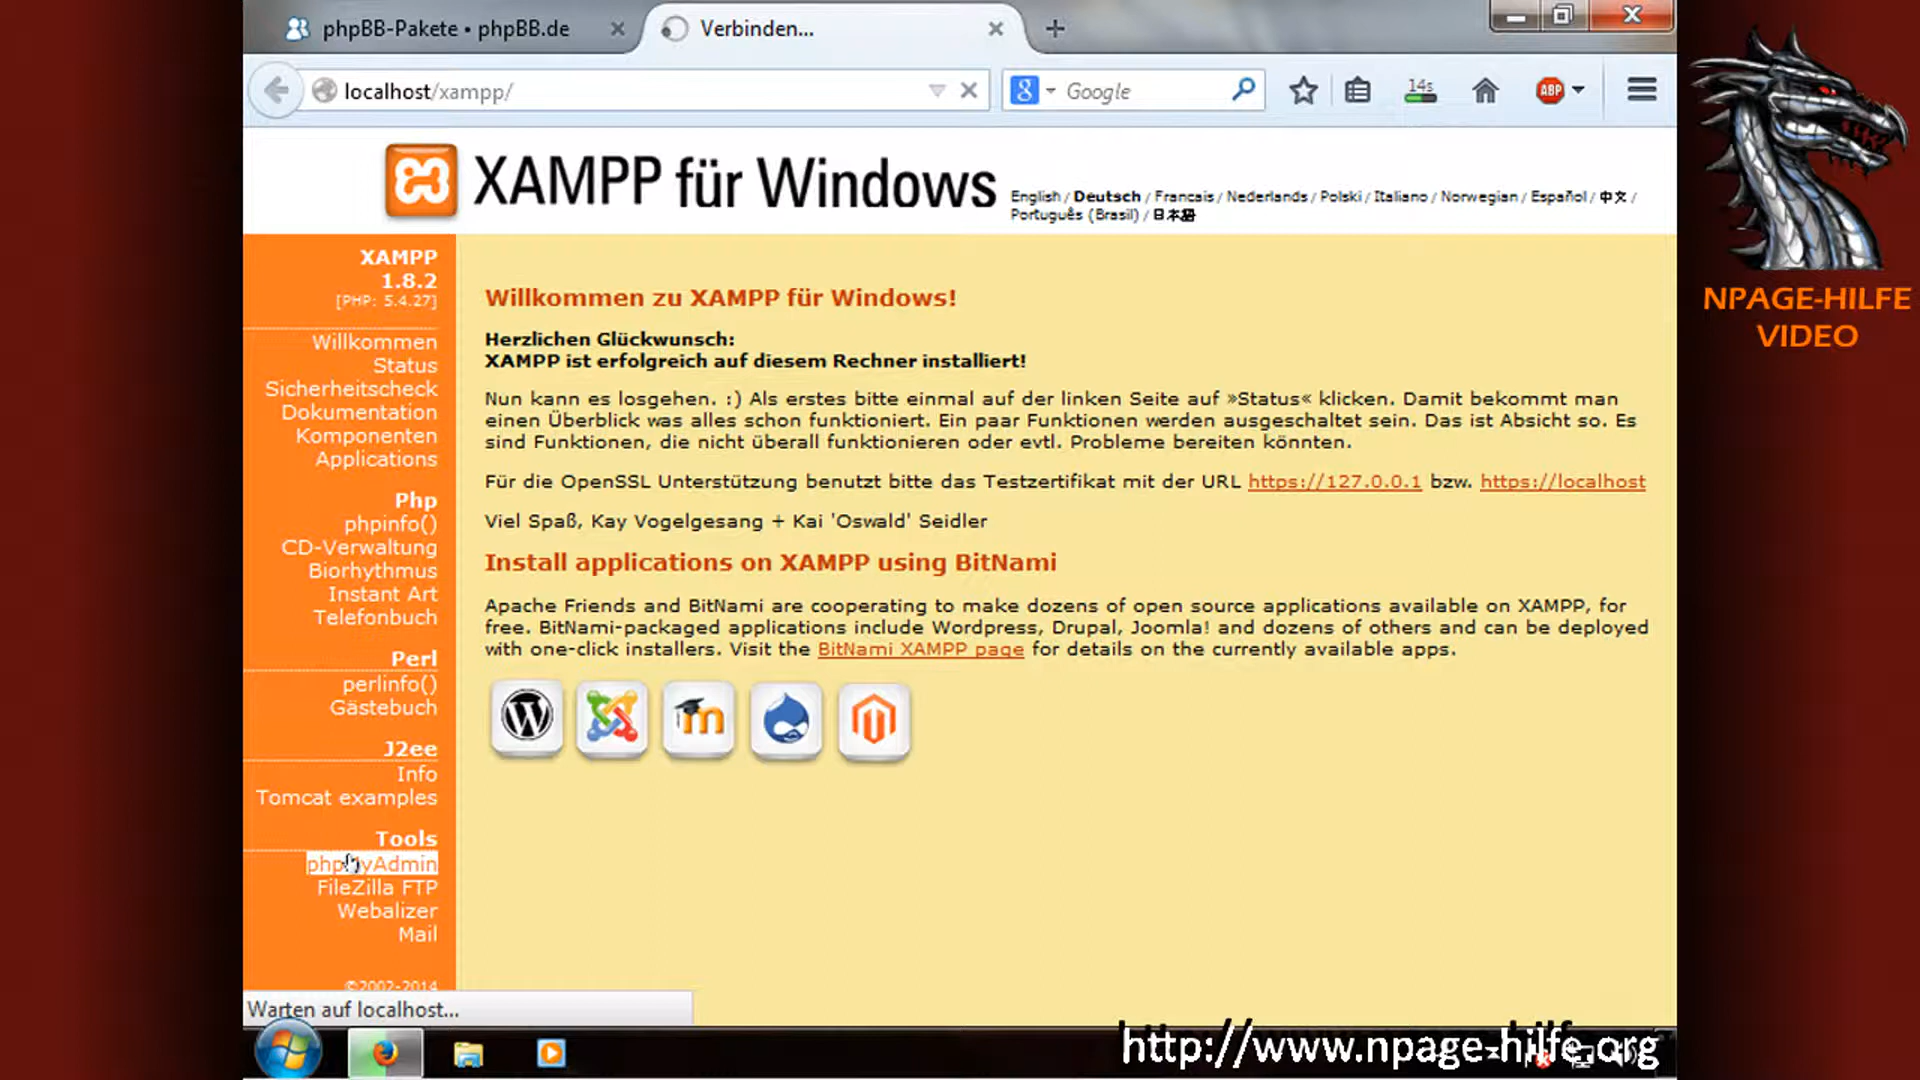 phpBB-Pakete • phpBB.de
Verbinden...
localhost/xampp/
Google
14s
ABP
XAMPP für Windows
English / Deutsch / Francais / Nederlands / Polski / Italiano / Norwegian / Español / 中文 /
Português (Brasil) / 日本語
NPAGE-HILFE
VIDEO
XAMPP
1.8.2
[PHP: 5.4.27]
Willkommen
Status
Sicherheitscheck
Dokumentation
Komponenten
Applications
Php
phpinfo()
CD-Verwaltung
Biorhythmus
Instant Art
Telefonbuch
Perl
perlinfo()
Gästebuch
J2ee
Info
Tomcat examples
Tools
phpMyAdmin
FileZilla FTP
Webalizer
Mail
©2002-2014
Willkommen zu XAMPP für Windows!
Herzlichen Glückwunsch:
XAMPP ist erfolgreich auf diesem Rechner installiert!
Nun kann es losgehen. :) Als erstes bitte einmal auf der linken Seite auf »Status« klicken. Damit bekommt man
einen Überblick was alles schon funktioniert. Ein paar Funktionen werden ausgeschaltet sein. Das ist Absicht so. Es
sind Funktionen, die nicht überall funktionieren oder evtl. Probleme bereiten könnten.
Für die OpenSSL Unterstützung benutzt bitte das Testzertifikat mit der URL https://127.0.0.1 bzw. https://localhost
Viel Spaß, Kay Vogelgesang + Kai 'Oswald' Seidler
Install applications on XAMPP using BitNami
Apache Friends and BitNami are cooperating to make dozens of open source applications available on XAMPP, for
free. BitNami-packaged applications include Wordpress, Drupal, Joomla! and dozens of others and can be deployed
with one-click installers. Visit the BitNami XAMPP page for details on the currently available apps.
Warten auf localhost...
http://www.npage-hilfe.org